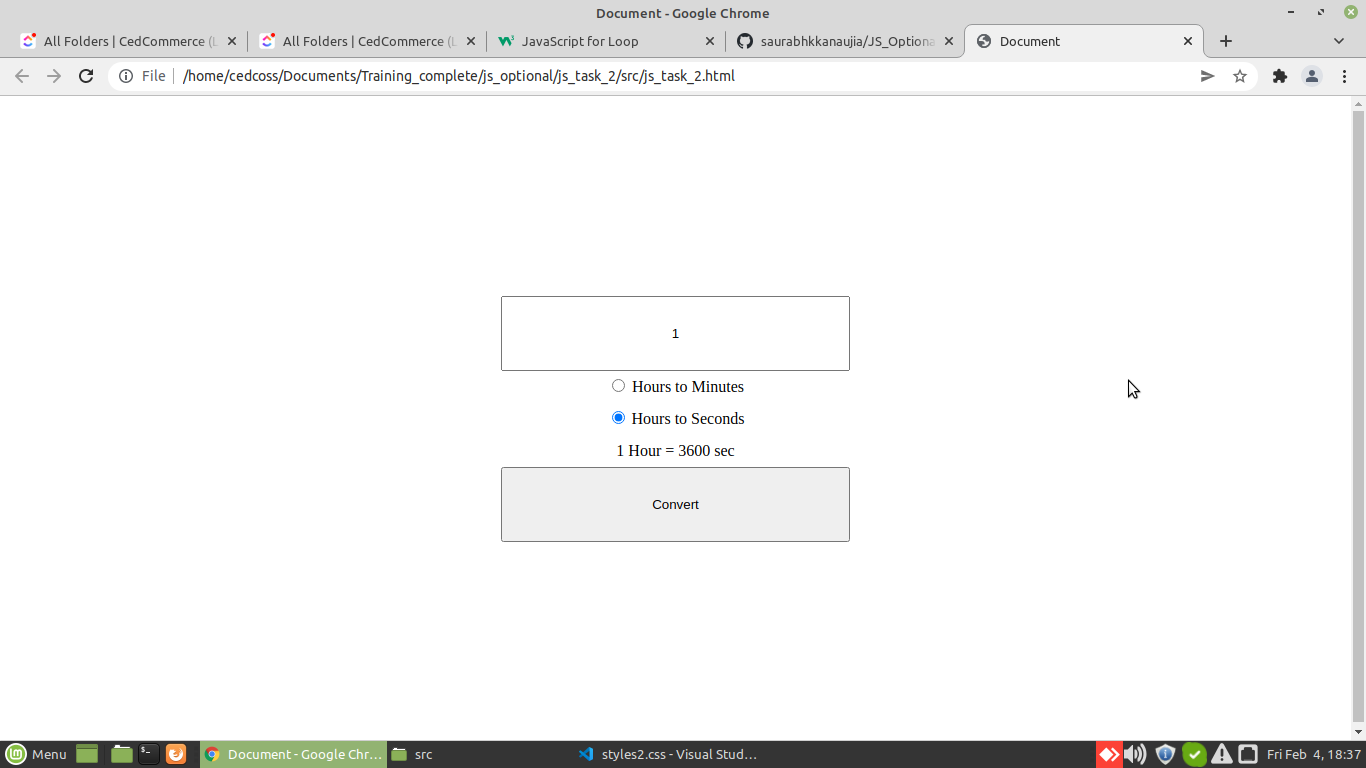 Document - Google Chrome
All Folders | CedCommerce (L
All Folders | CedCommerce (L
JavaScript for Loop
saurabhkkanaujia/JS_Optiona
Document
File
/home/cedcoss/Documents/Training_complete/js_optional/js_task_2/src/js_task_2.html
1
Hours to Minutes
Hours to Seconds
1 Hour = 3600 sec
Convert
Menu
Document - Google Chr...
src
styles2.css - Visual Stud...
Fri Feb 4, 18:37